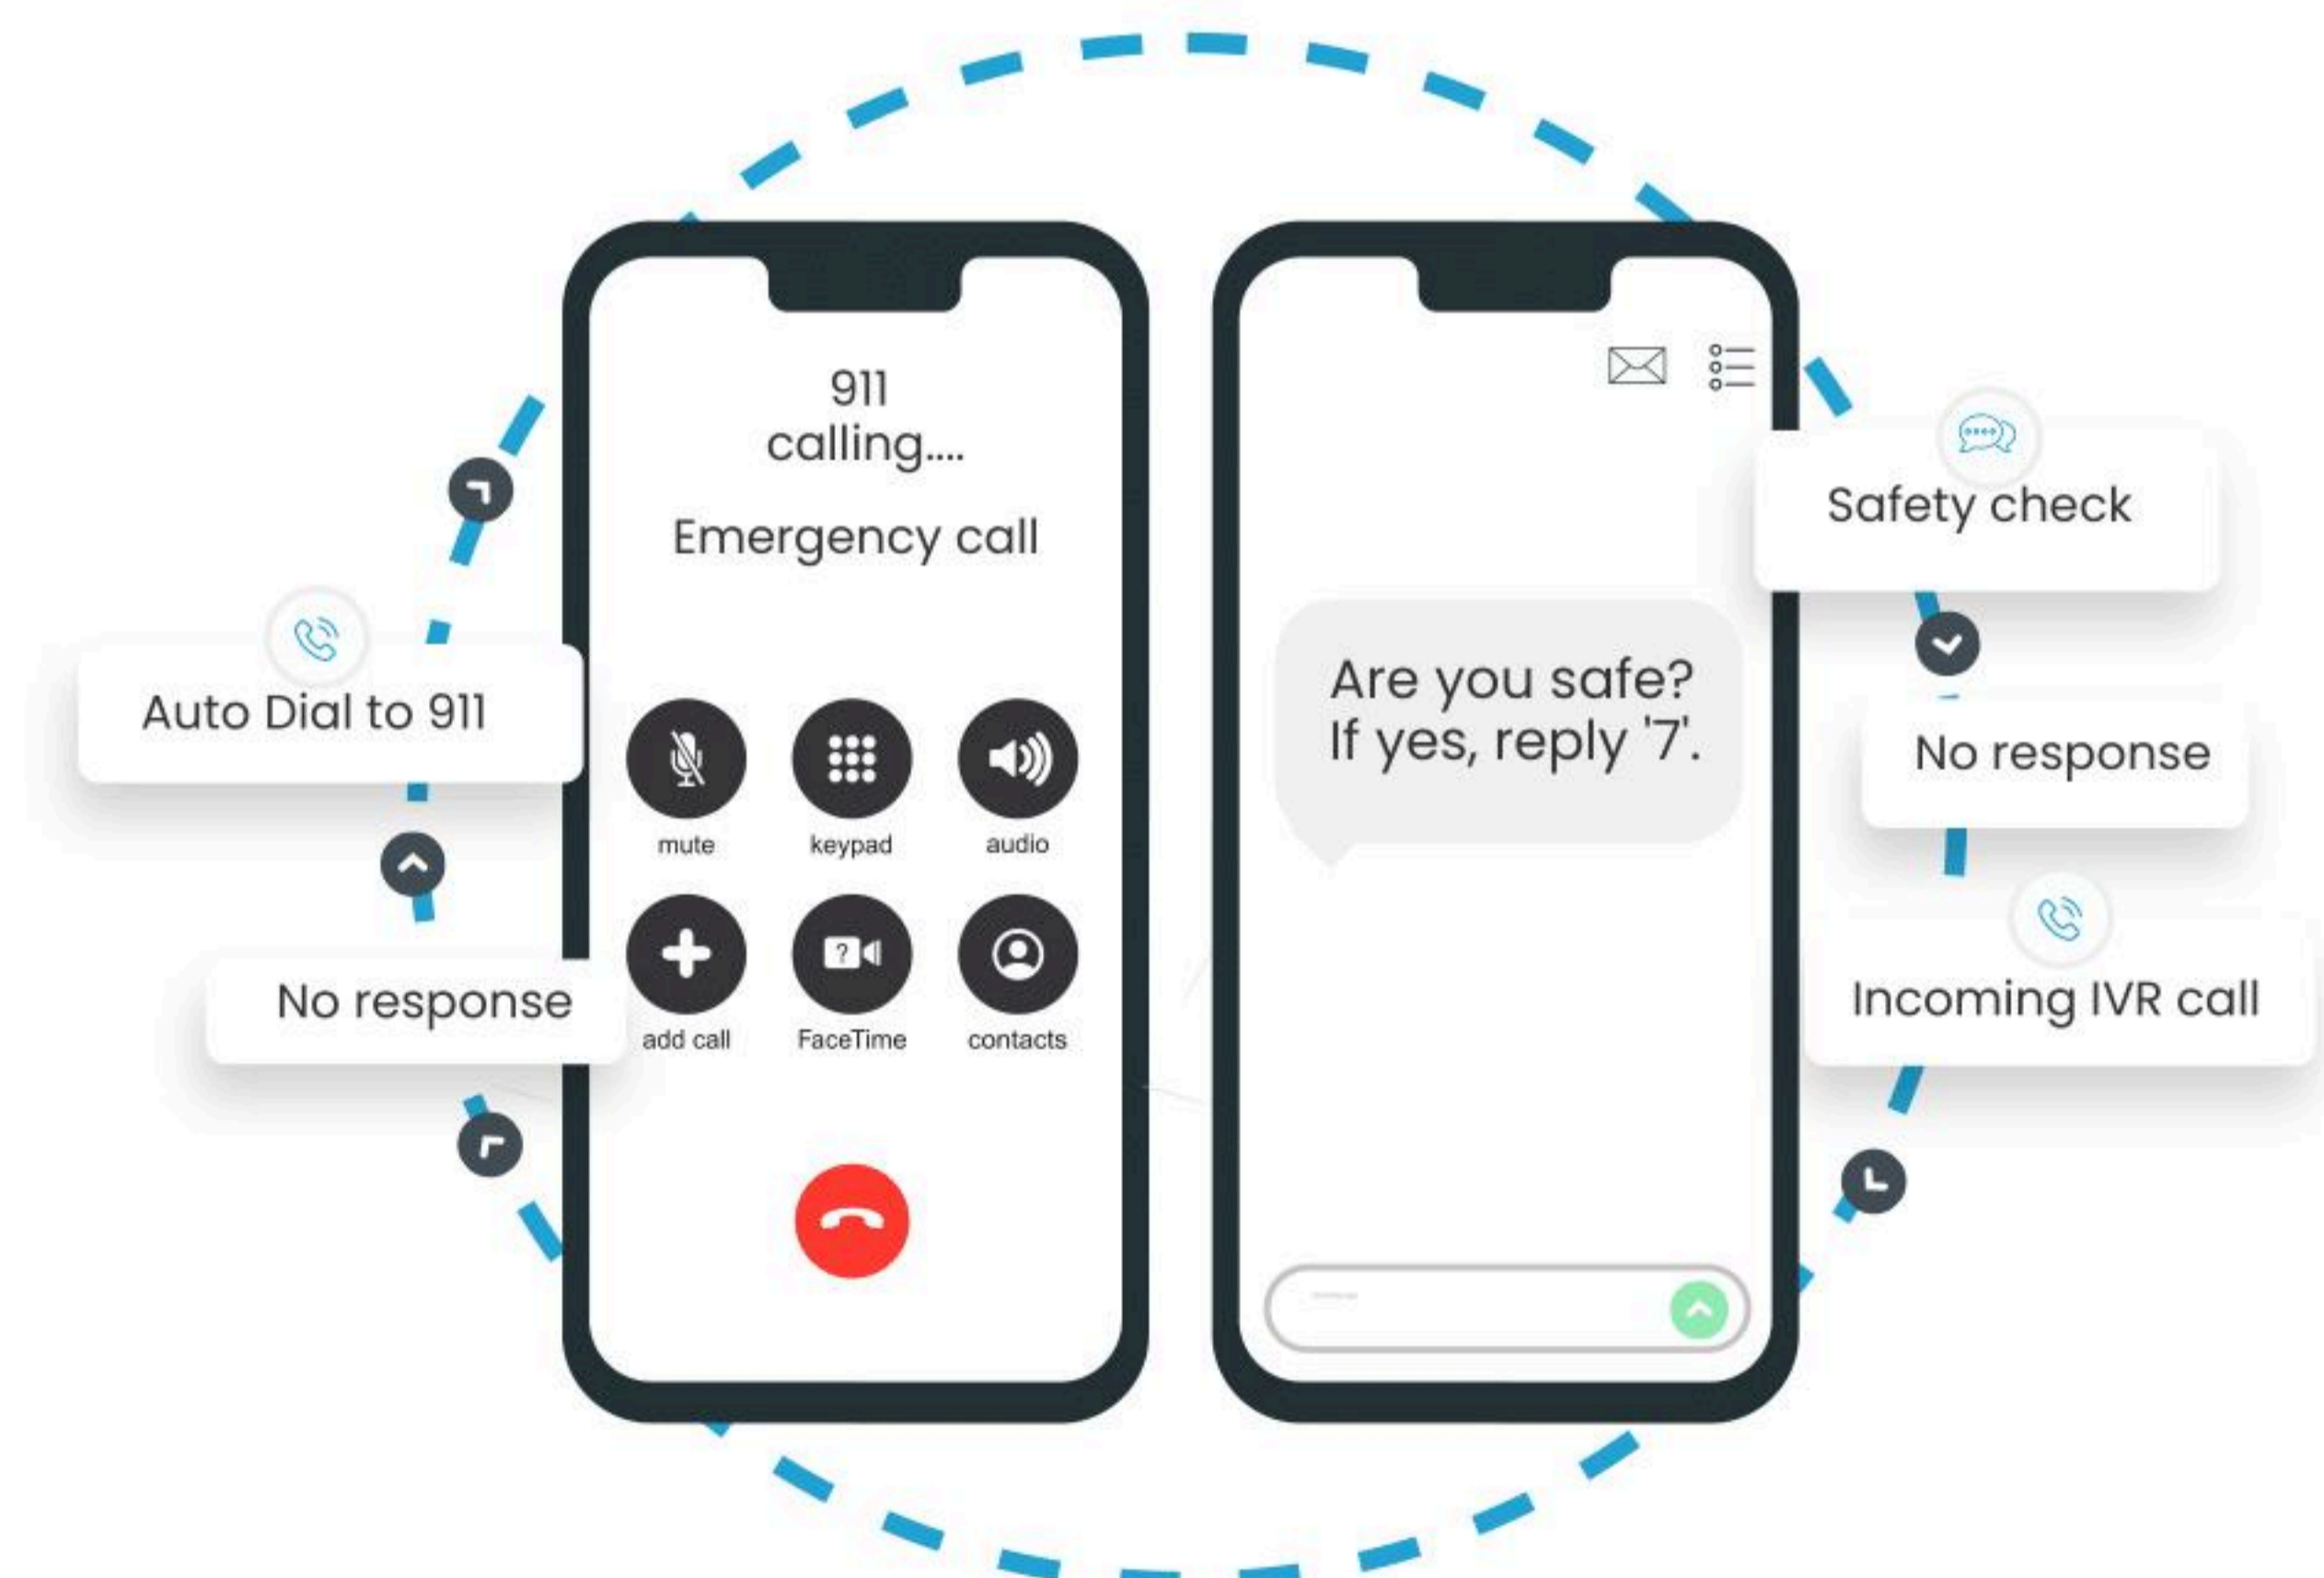 911
calling....
Emergency call
mute
keypad
audio
add call
FaceTime
contacts
Auto Dial to 911
No response
Are you safe?
If yes, reply '7'.
Safety check
No response
Incoming IVR call